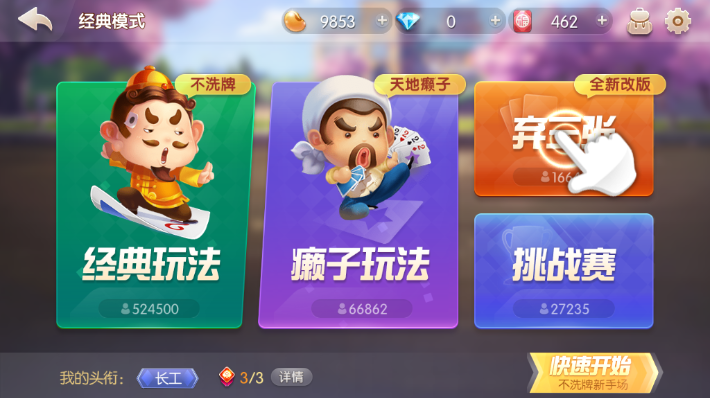 经典模式
9853
0
462
不洗牌
经典玩法
524500
天地癞子
癞子玩法
66862
全新改版
弃
166
挑战赛
27235
我的头衔:
长工
3/3
详情
快速开始
不洗牌新手场